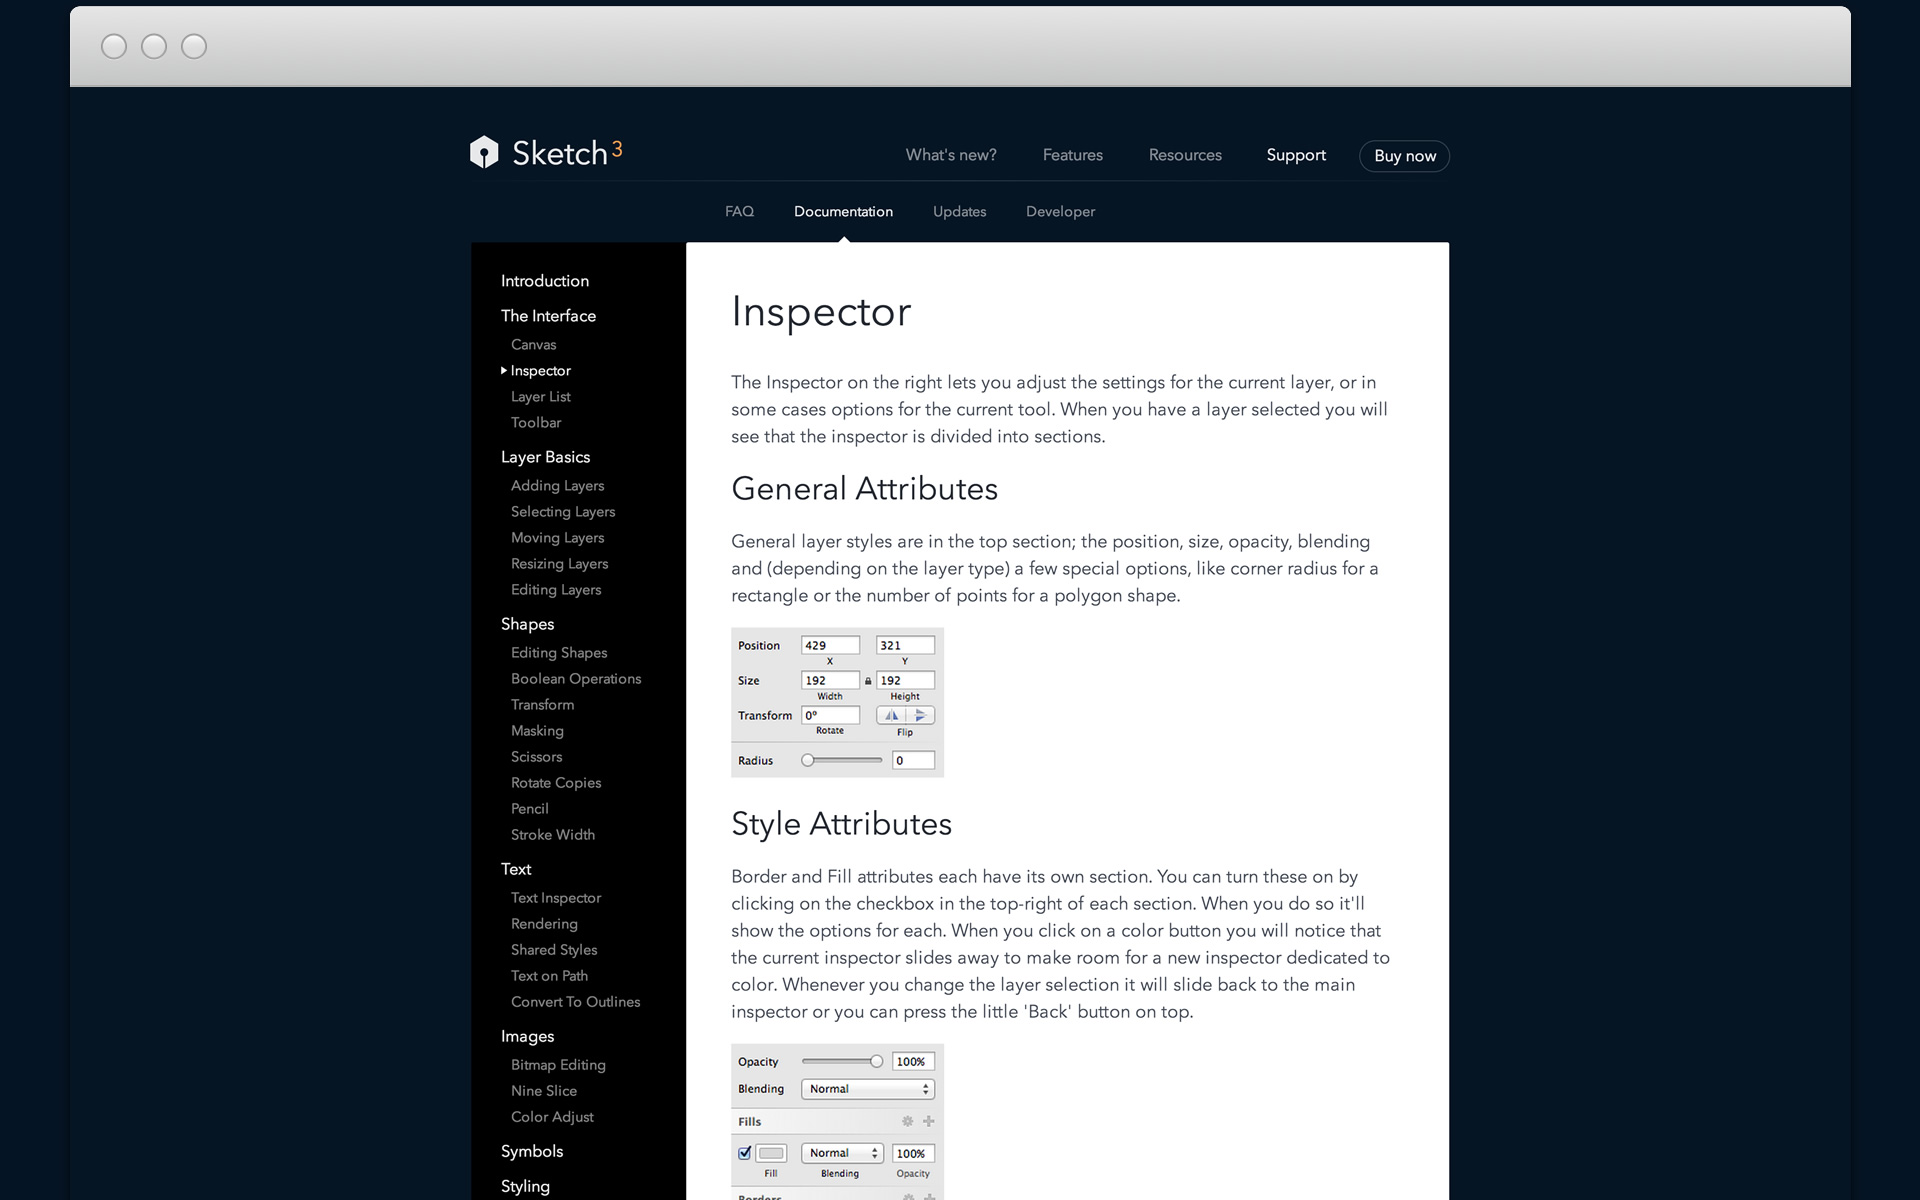 Sketch 3
What's new? Features Resources Support Buy now
FAQ Documentation Updates Developer
Introduction
The Interface
Canvas
Inspector
Layer List
Toolbar
Layer Basics
Adding Layers
Selecting Layers
Moving Layers
Resizing Layers
Editing Layers
Shapes
Editing Shapes
Boolean Operations
Transform
Masking
Scissors
Rotate Copies
Pencil
Stroke Width
Text
Text Inspector
Rendering
Shared Styles
Text on Path
Convert To Outlines
Images
Bitmap Editing
Nine Slice
Color Adjust
Symbols
Styling
Inspector
The Inspector on the right lets you adjust the settings for the current layer, or in
some cases options for the current tool. When you have a layer selected you will
see that the inspector is divided into sections.
General Attributes
General layer styles are in the top section; the position, size, opacity, blending
and (depending on the layer type) a few special options, like corner radius for a
rectangle or the number of points for a polygon shape.
Position 429 321
X Y
Size 192 192
Width Height
Transform 0°
Rotate Flip
Radius 0
Style Attributes
Border and Fill attributes each have its own section. You can turn these on by
clicking on the checkbox in the top-right of each section. When you do so it'll
show the options for each. When you click on a color button you will notice that
the current inspector slides away to make room for a new inspector dedicated to
color. Whenever you change the layer selection it will slide back to the main
inspector or you can press the little 'Back' button on top.
Opacity 100%
Blending Normal
Fills
Normal 100%
Fill Blending Opacity
Borders